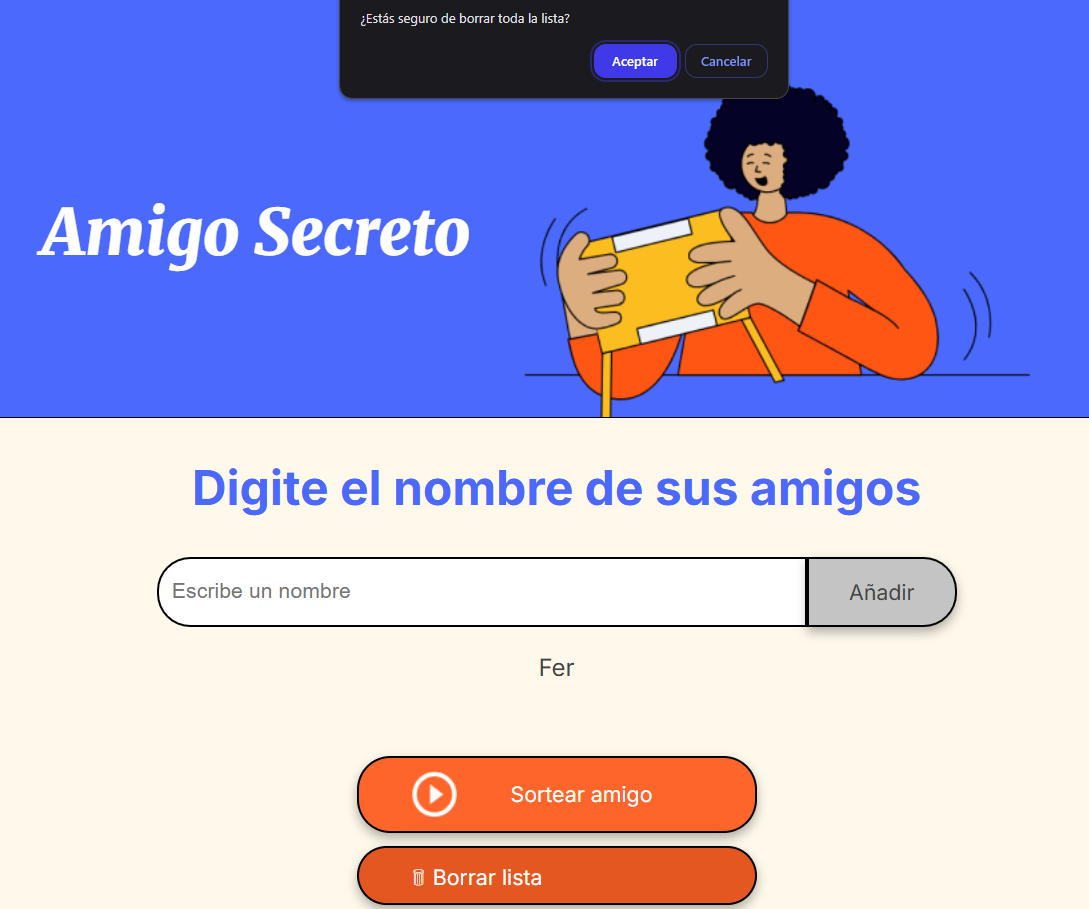 ¿Estás seguro de borrar toda la lista?
Aceptar Cancelar
Amigo Secreto
Digite el nombre de sus amigos
Escribe un nombre Añadir
Fer
Sortear amigo
Borrar lista